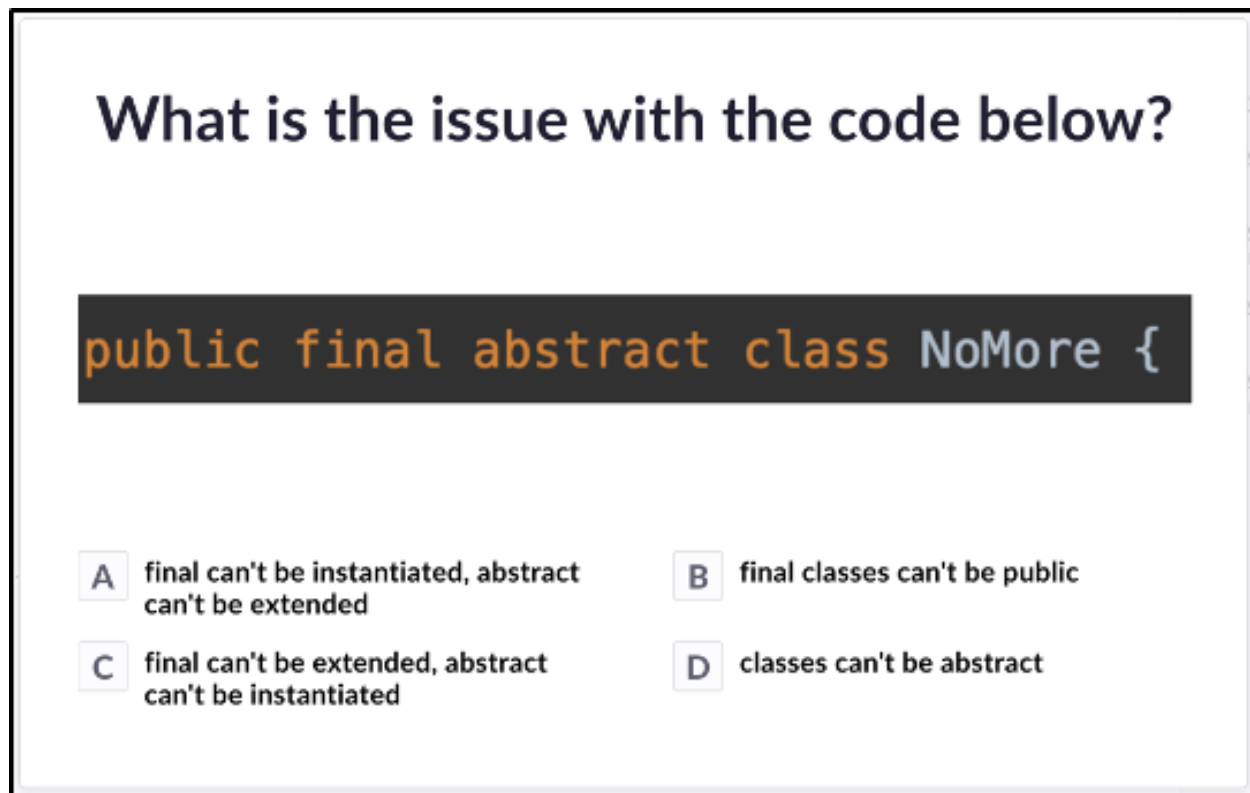 What is the issue with the code below?
public final abstract class NoMore {
A final can't be instantiated, abstract
can't be extended
B final classes can't be public
C final can't be extended, abstract
can't be instantiated
D classes can't be abstract